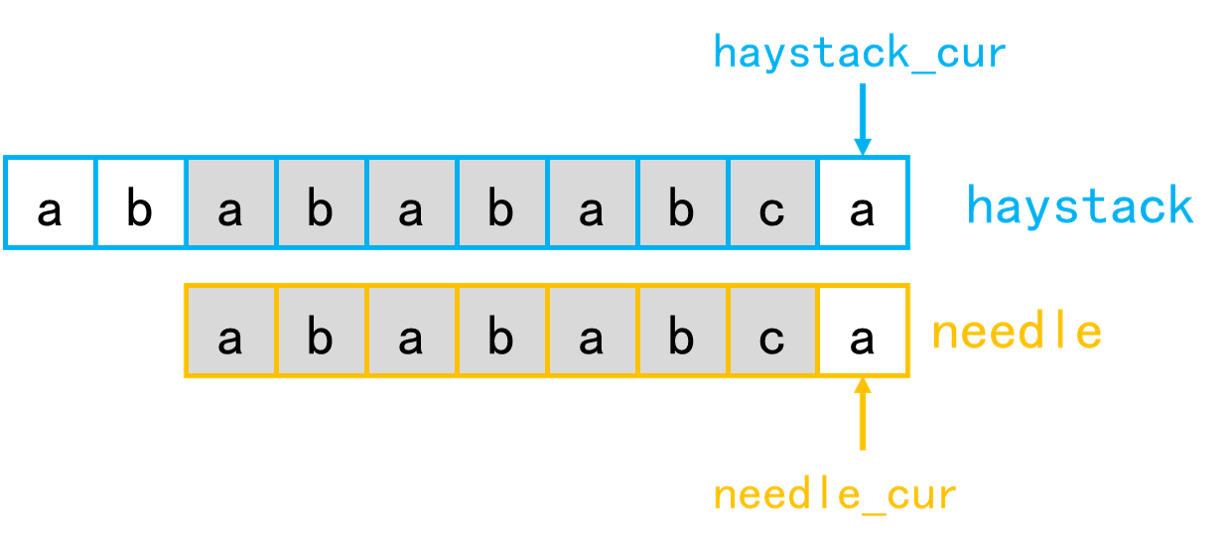 haystack_cur
a b a b a b a b c a haystack
a b a b a b c a needle
needle_cur